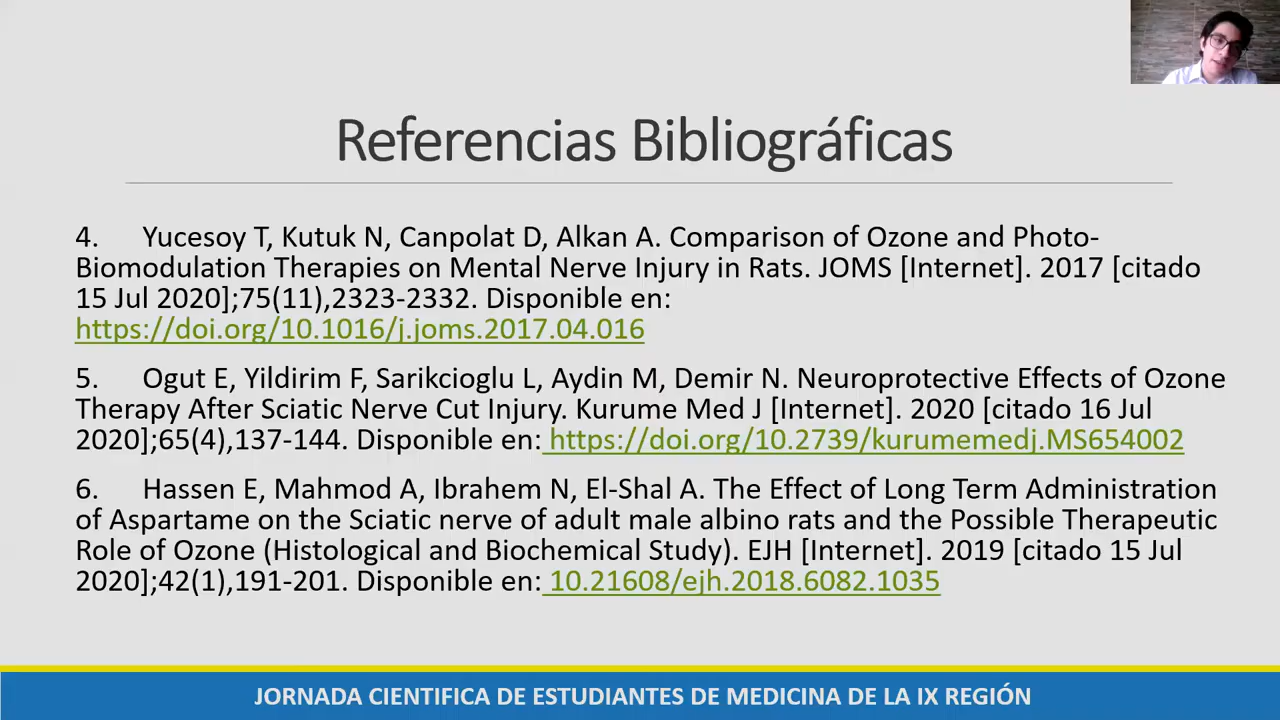 Referencias Bibliográficas
4. Yucesoy T, Kutuk N, Canpolat D, Alkan A. Comparison of Ozone and Photo-
Biomodulation Therapies on Mental Nerve Injury in Rats. JOMS [Internet]. 2017 [citado
15 Jul 2020];75(11),2323-2332. Disponible en:
https://doi.org/10.1016/j.joms.2017.04.016
5. Ogut E, Yildirim F, Sarikcioglu L, Aydin M, Demir N. Neuroprotective Effects of Ozone
Therapy After Sciatic Nerve Cut Injury. Kurume Med J [Internet]. 2020 [citado 16 Jul
2020];65(4),137-144. Disponible en: https://doi.org/10.2739/kurumemedj.MS654002
6. Hassen E, Mahmod A, Ibrahem N, El-Shal A. The Effect of Long Term Administration
of Aspartame on the Sciatic nerve of adult male albino rats and the Possible Therapeutic
Role of Ozone (Histological and Biochemical Study). EJH [Internet]. 2019 [citado 15 Jul
2020];42(1),191-201. Disponible en: 10.21608/ejh.2018.6082.1035
JORNADA CIENTIFICA DE ESTUDIANTES DE MEDICINA DE LA IX REGIÓN